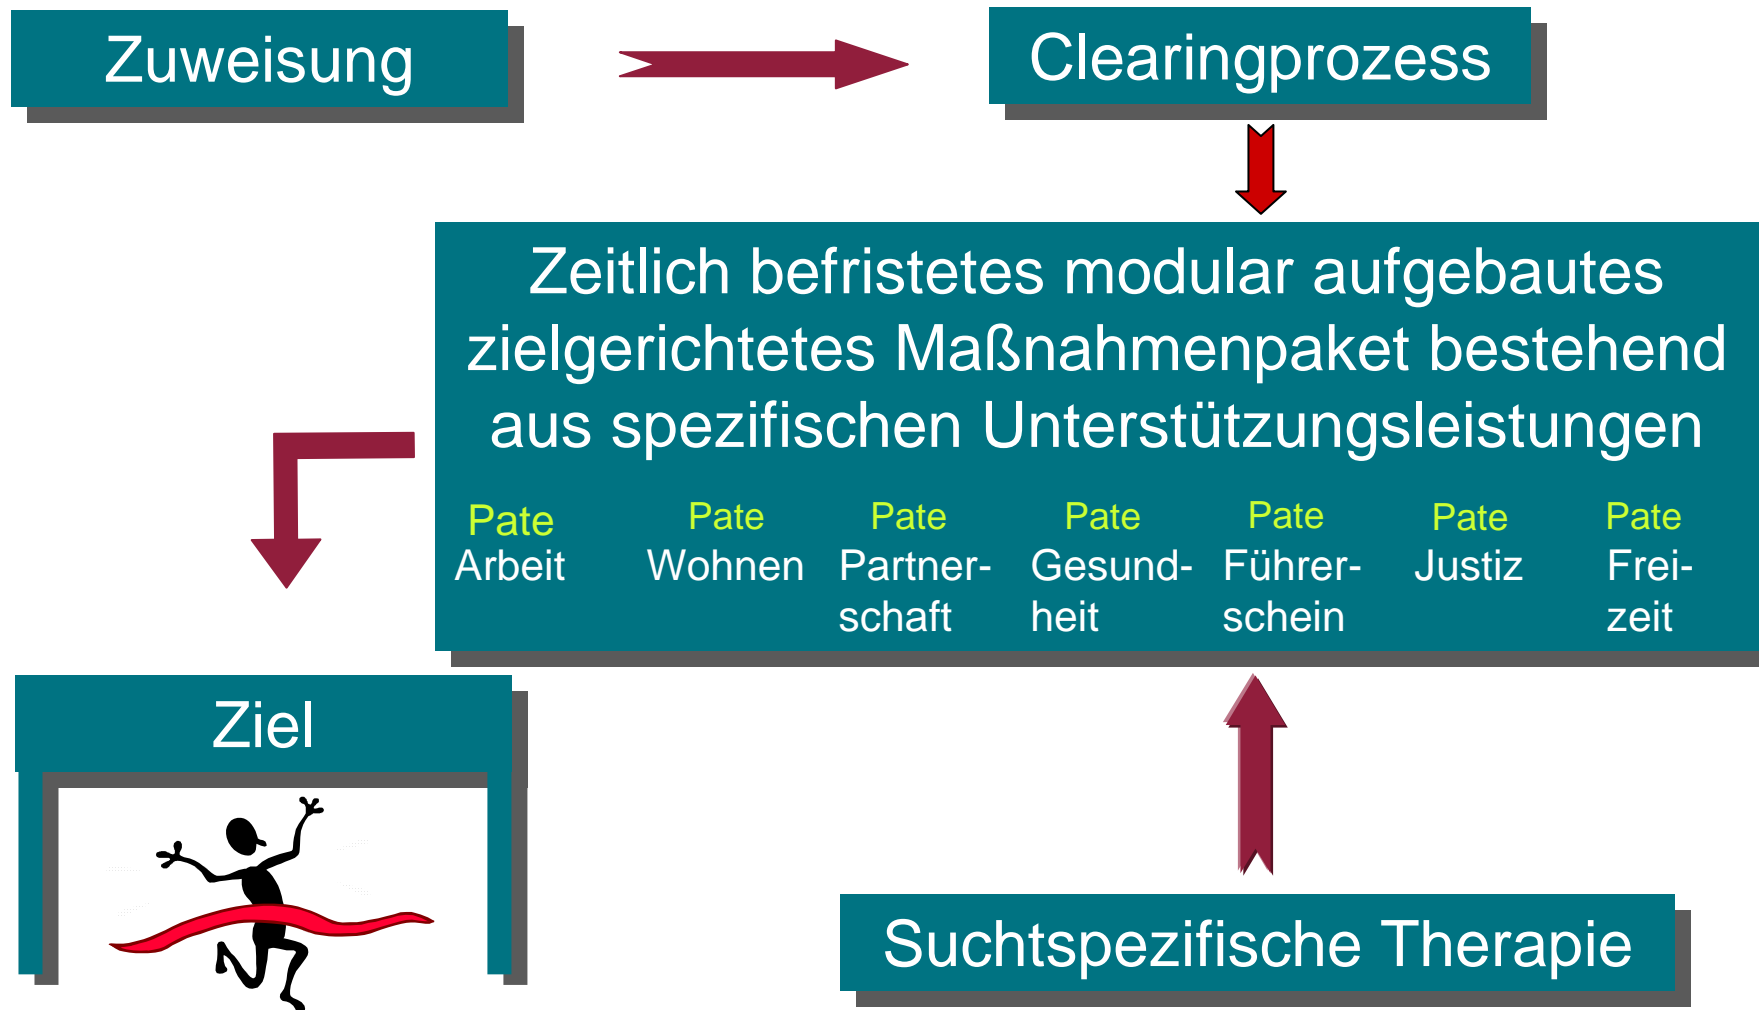 Zuweisung
Clearingprozess
Zeitlich befristetes modular aufgebautes
zielgerichtetes Maßnahmenpaket bestehend
aus spezifischen Unterstützungsleistungen
Pate Pate Pate Pate Pate Pate Pate
Arbeit Wohnen Partner- Gesund- Führer- Justiz Frei-
schaft heit schein zeit
Ziel
Suchtspezifische Therapie